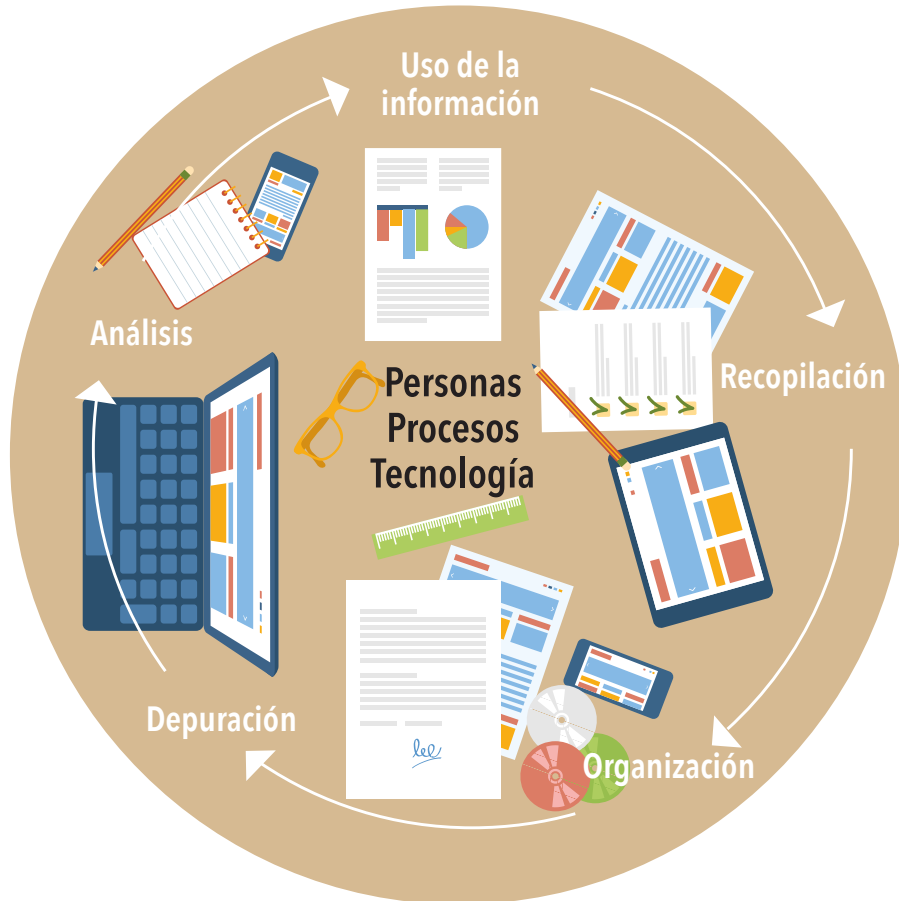 Uso de la
información
Recopilación
Organización
Depuración
Análisis
Personas
Procesos
Tecnología